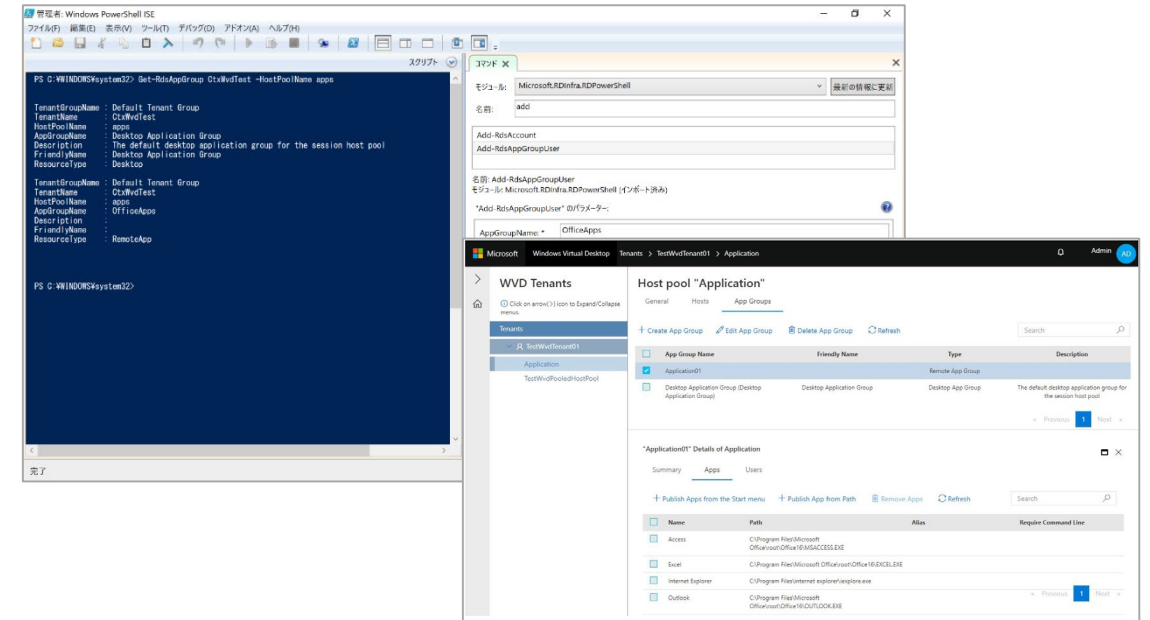 管理者: Windows PowerShell ISE
ファイル(F) 編集(E) 表示(V) ツール(T) デバッグ(D) アドオン(A) ヘルプ(H)
スクリプト
PS C:¥WINDOWS¥system32> Get-RdsAppGroup CtxWvdTest -HostPoolName apps
TenantGroupName : Default Tenant Group
TenantName : CtxWvdTest
HostPoolName : apps
AppGroupName : Desktop Application Group
Description : The default desktop application group for the session host pool
FriendlyName : Desktop Application Group
ResourceType : Desktop
TenantGroupName : Default Tenant Group
TenantName : CtxWvdTest
HostPoolName : apps
AppGroupName : OfficeApps
Description :
FriendlyName :
ResourceType : RemoteApp
PS C:¥WINDOWS¥system32>
完了
コマンド
モジュール: Microsoft.RDInfra.RDPowerShell 最新の情報に更新
名前: add
Add-RdsAccount
Add-RdsAppGroupUser
名前: Add-RdsAppGroupUser
モジュール: Microsoft.RDInfra.RDPowerShell (インポート済み)
"Add-RdsAppGroupUser" のパラメーター:
AppGroupName: * OfficeApps
Microsoft Windows Virtual Desktop Tenants > TestWvdTenant01 > Application Admin AD
WVD Tenants
Click on arrow(>) icon to Expand/Collapse
menus.
Tenants
TestWvdTenant01
Application
TestWvdPooledHostPool
Host pool "Application"
General Hosts App Groups
Create App Group Edit App Group Delete App Group Refresh Search
App Group Name Friendly Name Type Description
Application01 Remote App Group
Desktop Application Group (Desktop Desktop Application Group Desktop App Group The default desktop application group for
Application Group) the session host pool
« Previous 1 Next »
"Application01" Details of Application
Summary Apps Users
Publish Apps from the Start menu Publish App from Path Remove Apps Refresh Search
Name Path Alias Require Command Line
Access C:\Program Files\Microsoft
Office\root\Office16\MSACCESS.EXE
Excel C:\Program Files\Microsoft Office\root\Office16\EXCEL.EXE
Internet Explorer C:\Program Files\internet explorer\iexplore.exe
Outlook C:\Program Files\Microsoft
Office\root\Office16\OUTLOOK.EXE
« Previous 1 Next »